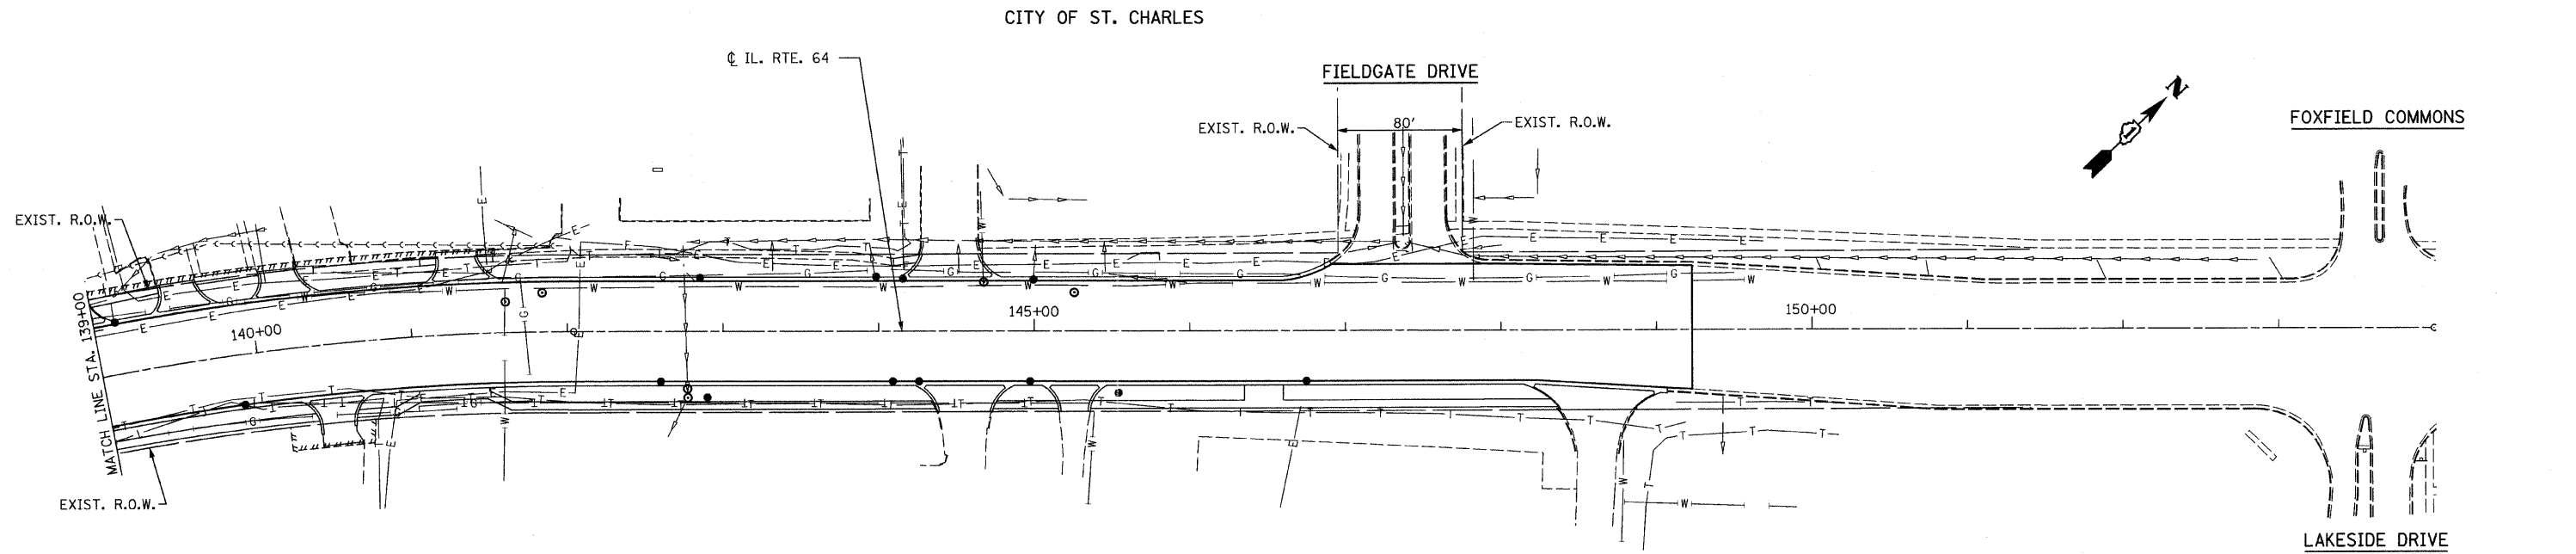 CITY OF ST. CHARLES
℄ IL. RTE. 64
FIELDGATE DRIVE
FOXFIELD COMMONS
EXIST. R.O.W.
80'
EXIST. R.O.W.
N
EXIST. R.O.W.
MATCH LINE STA. 139+00
140+00
145+00
150+00
EXIST. R.O.W.
LAKESIDE DRIVE